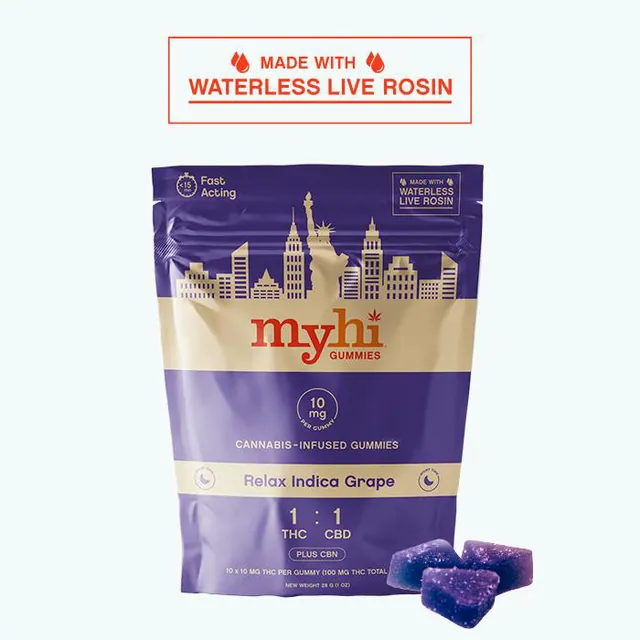 MADE WITH
WATERLESS LIVE ROSIN
<15 min
Fast
Acting
MADE WITH
WATERLESS
LIVE ROSIN
myhi
GUMMIES
10
mg
PER GUMMY
CANNABIS-INFUSED GUMMIES
Relax Indica Grape
1 : 1
THC CBD
PLUS CBN
10 x 10 MG THC PER GUMMY (100 MG THC TOTAL
NEW WEIGHT 28 G (1 OZ)